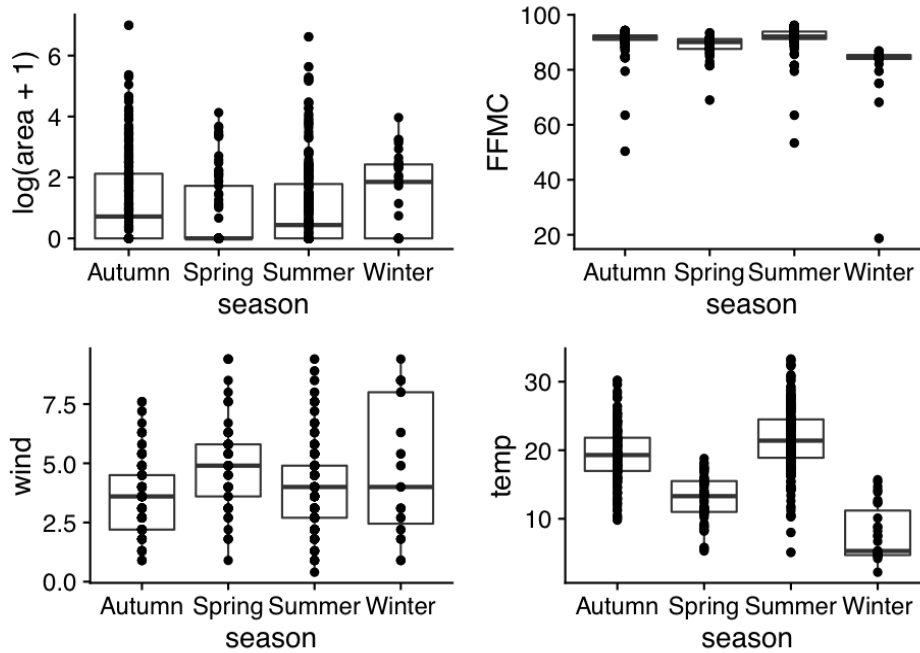 log(area + 1)
6
4
2
0
Autumn Spring Summer Winter
season
FFMC
100
80
60
40
20
Autumn Spring Summer Winter
season
wind
7.5
5.0
2.5
0.0
Autumn Spring Summer Winter
season
temp
30
20
10
Autumn Spring Summer Winter
season